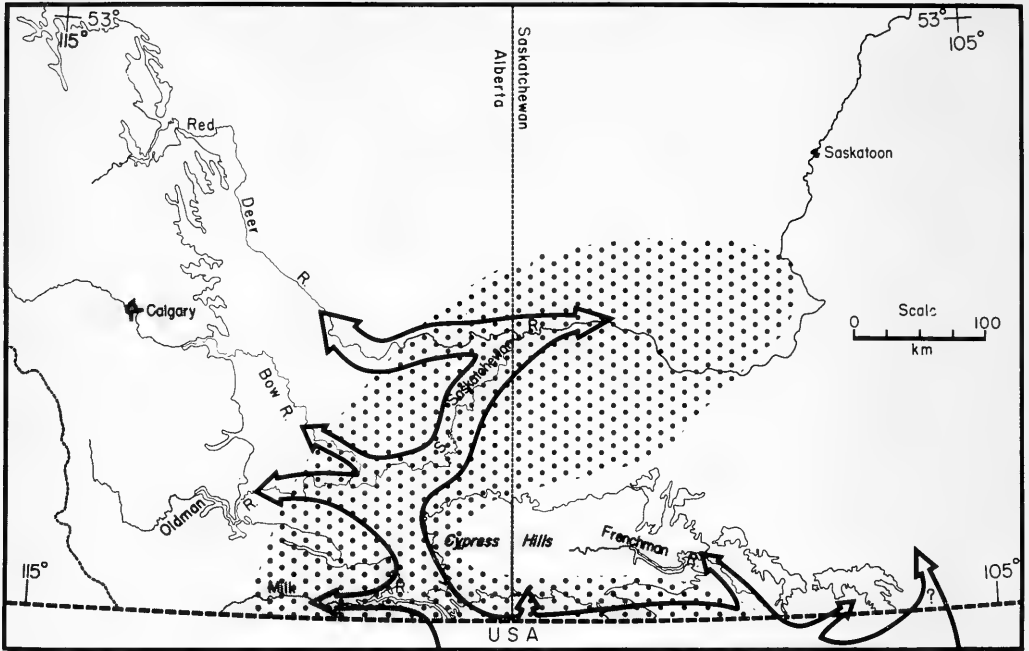 53°
115°
53°
105°
Saskatchewan
Alberta
Red
Deer
R.
Saskatoon
Calgary
Scale
0 100
km
R.
Saskatchewan
S.
Bow R.
Oldman
R.
Cypress Hills
Frenchman
R.
Milk
R.
115°
105°
?
USA